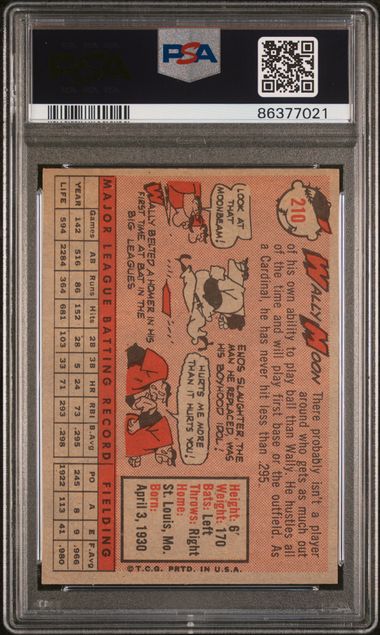 PSA
PSA
86377021
210
WALLY MOON There probably isn't a player
around who gets as much out
of his own ability to play ball than Wally. He hustles all
of the time and will play first base or the outfield. As
a Cardinal, he has never hit less than .295.
LOOK AT
THAT
MOONBEAM!
WALLY BELTED A HOMER IN HIS
FIRST TIME AT BAT IN THE
BIG LEAGUES
ENOS SLAUGHTER THE
MAN HE REPLACED, WAS
HIS BOYHOOD IDOL!
HURTS ME MORE
THAN IT HURTS YOU!
Height: 6'
Weight: 170
Bats: Left
Throws: Right
Home:
St Louis, Mo.
Born:
April 3, 1930
MAJOR LEAGUE BATTING RECORD FIELDING
Games AB Runs Hits 2B 3B HR RBI B.Avg PO A E F.Avg
YEAR 142 516 86 152 28 5 24 73 .295 245 9 8 .966
LIFE 594 2284 364 681 103 33 71 293 .298 1922 113 41 .980
© T.C.G. PRTD. IN U.S.A.